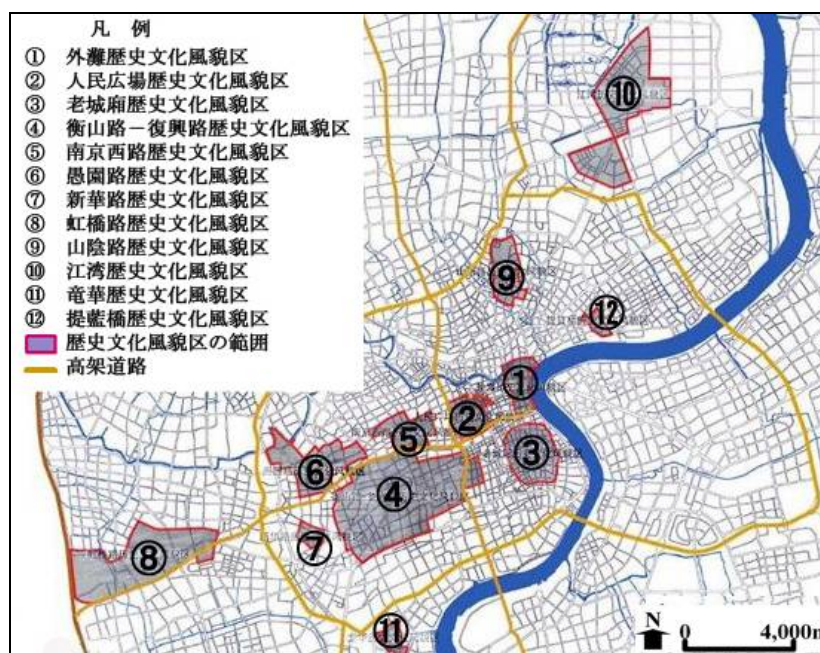 凡 例
① 外灘歴史文化風貌区
② 人民広場歴史文化風貌区
③ 老城廟歴史文化風貌区
④ 衡山路－復興路歴史文化風貌区
⑤ 南京西路歴史文化風貌区
⑥ 愚園路歴史文化風貌区
⑦ 新華路歴史文化風貌区
⑧ 虹橋路歴史文化風貌区
⑨ 山陰路歴史文化風貌区
⑩ 江湾歴史文化風貌区
⑪ 竜華歴史文化風貌区
⑫ 提藍橋歴史文化風貌区
歴史文化風貌区の範囲
高架道路
⑩
⑨
⑫
①
②
⑤
③
⑥
④
⑦
⑧
⑪
N
0 4,000m